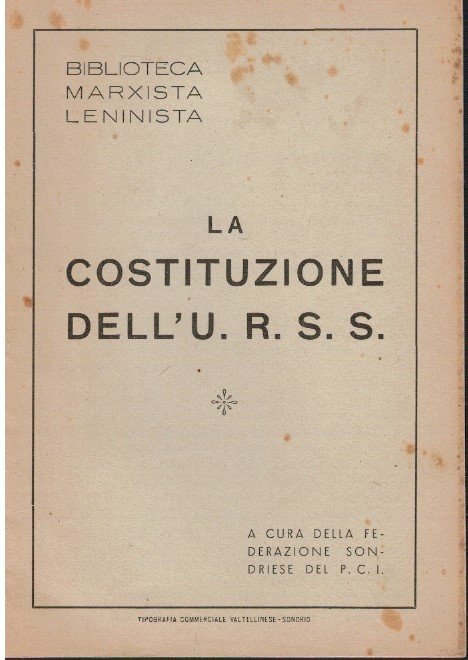 BIBLIOTECA
MARXISTA
LENINISTA
LA
COSTITUZIONE
DELL'U. R. S. S.
A CURA DELLA FE-
DERAZIONE SON-
DRIESE DEL P. C. I.
TIPOGRAFIA COMMERCIALE VALTELLINESE - SONDRIO